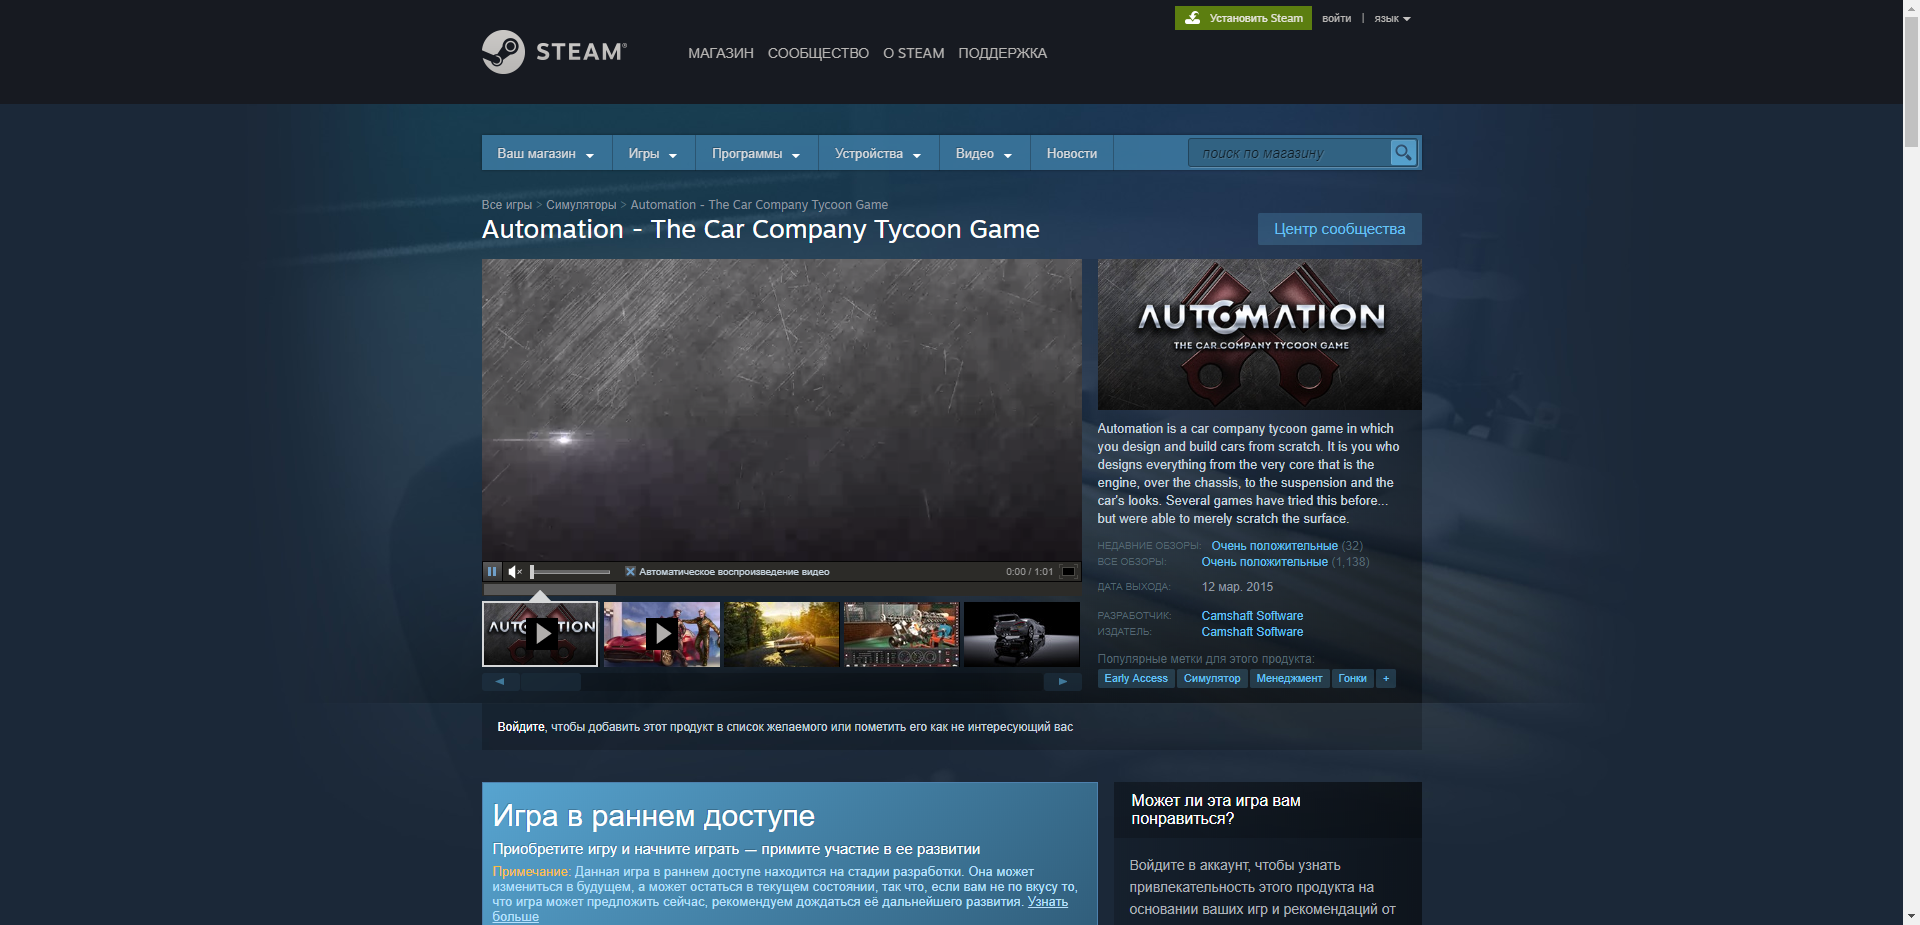 Установить Steam
войти | язык
STEAM®
МАГАЗИН СООБЩЕСТВО О STEAM ПОДДЕРЖКА
Ваш магазин Игры Программы Устройства Видео Новости поиск по магазину
Все игры > Симуляторы > Automation - The Car Company Tycoon Game
Automation - The Car Company Tycoon Game
Центр сообщества
AUTOMATION
THE CAR COMPANY TYCOON GAME
Automation is a car company tycoon game in which
you design and build cars from scratch. It is you who
designs everything from the very core that is the
engine, over the chassis, to the suspension and the
car's looks. Several games have tried this before...
but were able to merely scratch the surface.
НЕДАВНИЕ ОБЗОРЫ: Очень положительные (32)
ВСЕ ОБЗОРЫ: Очень положительные (1,138)
ДАТА ВЫХОДА: 12 мар. 2015
РАЗРАБОТЧИК: Camshaft Software
ИЗДАТЕЛЬ: Camshaft Software
Популярные метки для этого продукта:
Early Access Симулятор Менеджмент Гонки +
Автоматическое воспроизведение видео 0:00 / 1:01
AUTOMATION
Войдите, чтобы добавить этот продукт в список желаемого или пометить его как не интересующий вас
Игра в раннем доступе
Приобретите игру и начните играть — примите участие в ее развитии
Примечание: Данная игра в раннем доступе находится на стадии разработки. Она может
измениться в будущем, а может остаться в текущем состоянии, так что, если вам не по вкусу то,
что игра может предложить сейчас, рекомендуем дождаться её дальнейшего развития. Узнать
больше
Может ли эта игра вам
понравиться?
Войдите в аккаунт, чтобы узнать
привлекательность этого продукта на
основании ваших игр и рекомендаций от